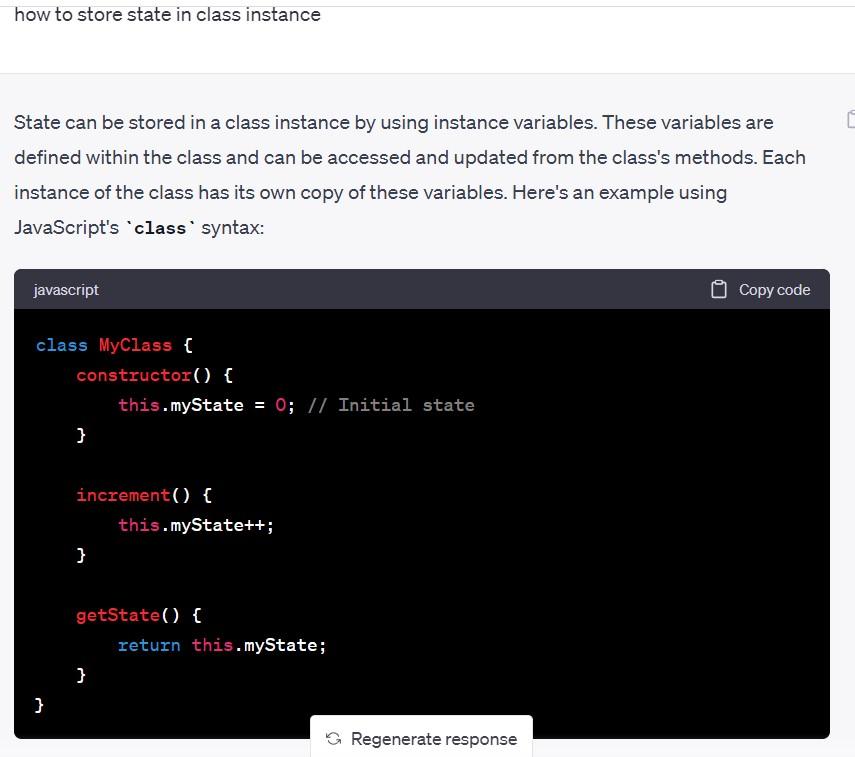 how to store state in class instance
State can be stored in a class instance by using instance variables. These variables are
defined within the class and can be accessed and updated from the class's methods. Each
instance of the class has its own copy of these variables. Here's an example using
JavaScript's `class` syntax:
javascript Copy code
class MyClass {
    constructor() {
        this.myState = 0; // Initial state
    }

    increment() {
        this.myState++;
    }

    getState() {
        return this.myState;
    }
}
Regenerate response